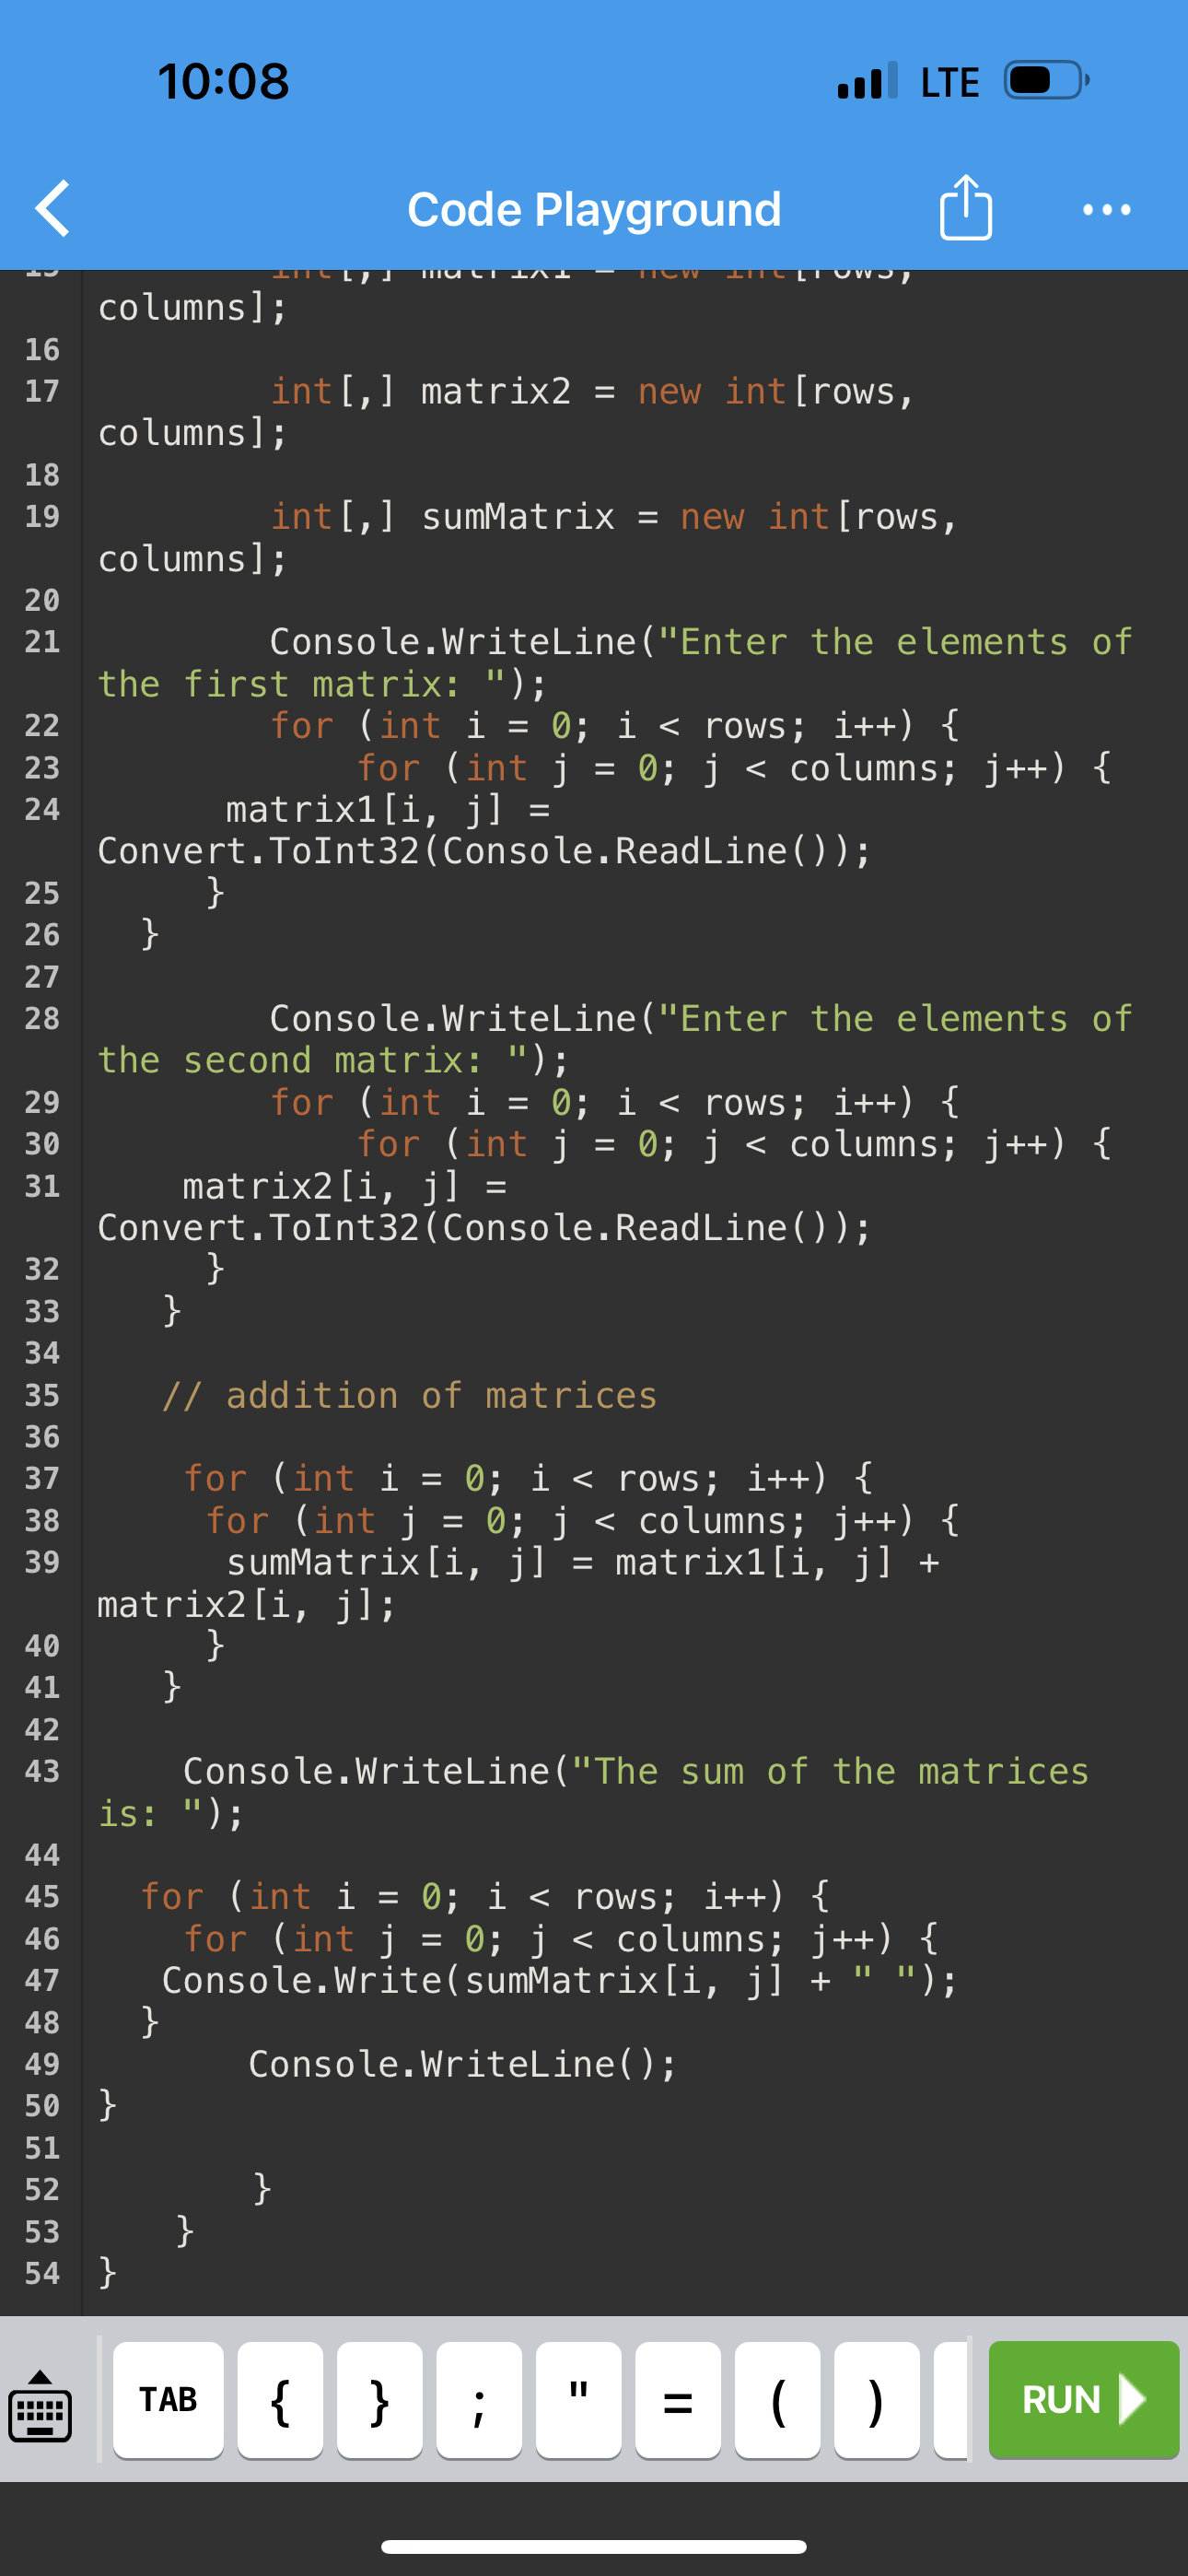 10:08 LTE
Code Playground
15 int[,] matrix1 = new int[rows,
columns];
16
17 int[,] matrix2 = new int[rows,
columns];
18
19 int[,] sumMatrix = new int[rows,
columns];
20
21 Console.WriteLine("Enter the elements of
the first matrix: ");
22 for (int i = 0; i < rows; i++) {
23 for (int j = 0; j < columns; j++) {
24 matrix1[i, j] =
Convert.ToInt32(Console.ReadLine());
25 }
26 }
27
28 Console.WriteLine("Enter the elements of
the second matrix: ");
29 for (int i = 0; i < rows; i++) {
30 for (int j = 0; j < columns; j++) {
31 matrix2[i, j] =
Convert.ToInt32(Console.ReadLine());
32 }
33 }
34
35 // addition of matrices
36
37 for (int i = 0; i < rows; i++) {
38 for (int j = 0; j < columns; j++) {
39 sumMatrix[i, j] = matrix1[i, j] +
matrix2[i, j];
40 }
41 }
42
43 Console.WriteLine("The sum of the matrices
is: ");
44
45 for (int i = 0; i < rows; i++) {
46 for (int j = 0; j < columns; j++) {
47 Console.Write(sumMatrix[i, j] + " ");
48 }
49 Console.WriteLine();
50 }
51
52 }
53 }
54 }
TAB { } ; " = ( ) RUN